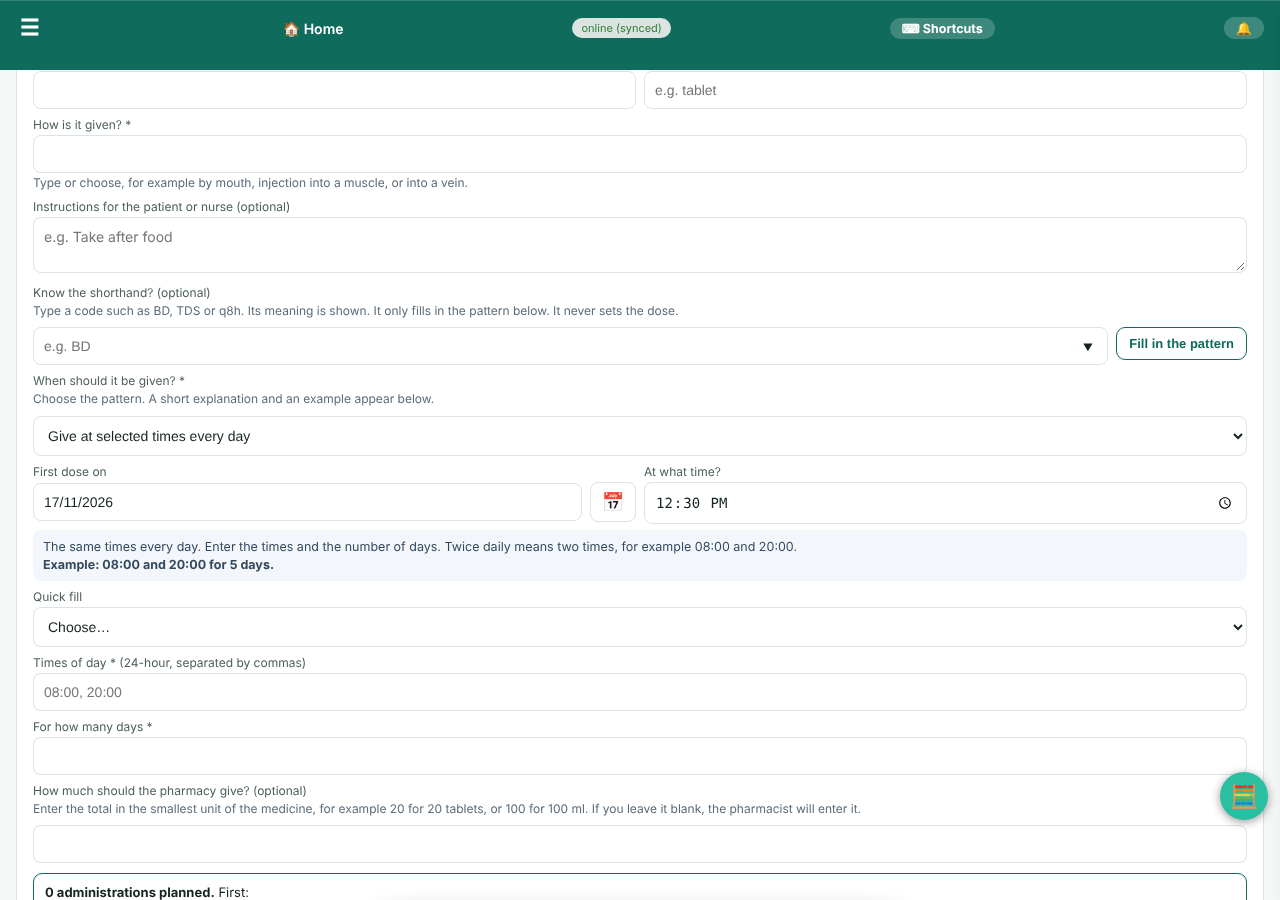 ☰
🏠 Home
online (synced)
⌨ Shortcuts
🔔
e.g. tablet
How is it given? *
Type or choose, for example by mouth, injection into a muscle, or into a vein.
Instructions for the patient or nurse (optional)
e.g. Take after food
Know the shorthand? (optional)
Type a code such as BD, TDS or q8h. Its meaning is shown. It only fills in the pattern below. It never sets the dose.
e.g. BD
Fill in the pattern
When should it be given? *
Choose the pattern. A short explanation and an example appear below.
Give at selected times every day
First dose on
At what time?
17/11/2026
12:30 PM
The same times every day. Enter the times and the number of days. Twice daily means two times, for example 08:00 and 20:00.
Example: 08:00 and 20:00 for 5 days.
Quick fill
Choose…
Times of day * (24-hour, separated by commas)
08:00, 20:00
For how many days *
How much should the pharmacy give? (optional)
Enter the total in the smallest unit of the medicine, for example 20 for 20 tablets, or 100 for 100 ml. If you leave it blank, the pharmacist will enter it.
0 administrations planned. First: